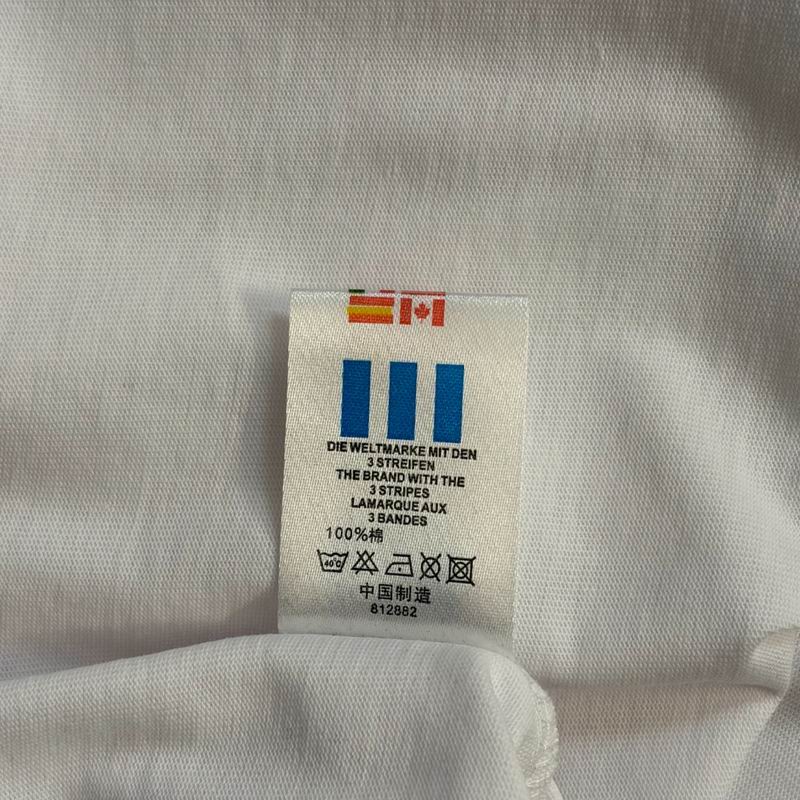 DIE WELTMARKE MIT DEN
3 STREIFEN
THE BRAND WITH THE
3 STRIPES
LAMARQUE AUX
3 BANDES
100%棉
40°C
中国制造
812882